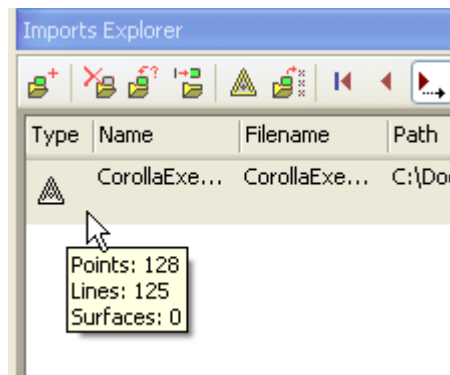 Imports Explorer
Type Name Filename Path
CorollaExe... CorollaExe... C:\Doc
Points: 128
Lines: 125
Surfaces: 0